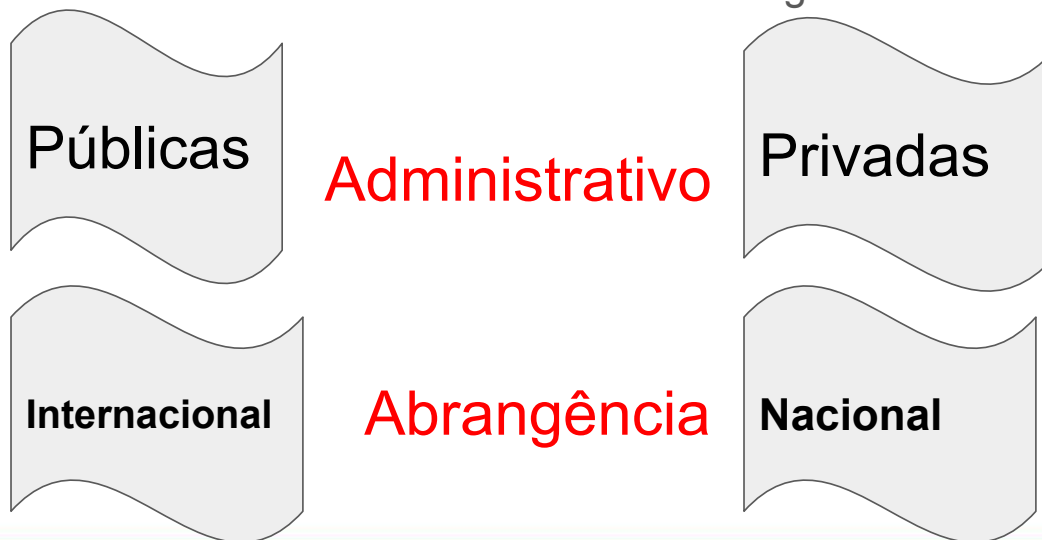 Públicas
Administrativo
Privadas
Internacional
Abrangência
Nacional